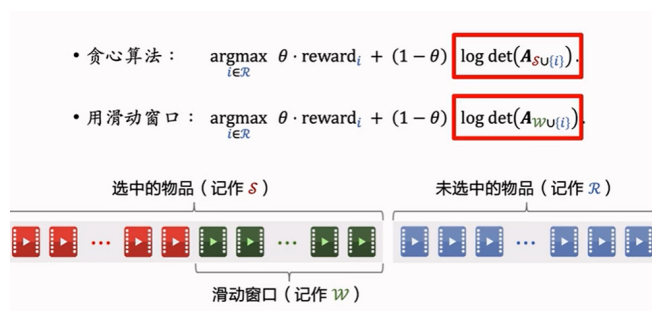 • 贪心算法： argmax θ · reward_i + (1 − θ) log det(A_{𝒮∪{i}}).
i∈ℛ
• 用滑动窗口： argmax θ · reward_i + (1 − θ) log det(A_{𝒲∪{i}}).
i∈ℛ
选中的物品（记作 𝒮） 未选中的物品（记作 ℛ）
··· ··· ···
滑动窗口（记作 𝒲）